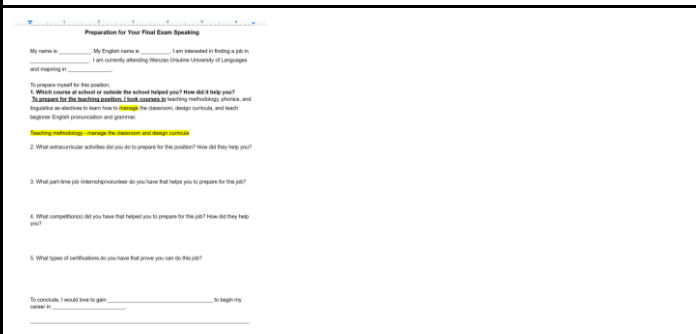 Preparation for Your Final Exam Speaking
My name is __________. My English name is _________. I am interested in finding a job in
__________________. I am currently attending Wenzao Ursuline University of Languages
and majoring in ______________.
To prepare myself for this position,
1. Which course at school or outside the school helped you? How did it help you?
To prepare for the teaching position, I took courses in teaching methodology, phonics, and
linguistics as electives to learn how to manage the classroom, design curricula, and teach
beginner English pronunciation and grammar.
Teaching methodology - manage the classroom and design curricula
2. What extracurricular activities did you do to prepare for this position? How did they help you?
3. What part-time job /internship/volunteer do you have that helps you to prepare for this job?
4. What competition(s) did you have that helped you to prepare for this job? How did they help
you?
5. What types of certifications do you have that prove you can do this job?
To conclude, I would love to gain ________________________________ to begin my
career in ______________________.